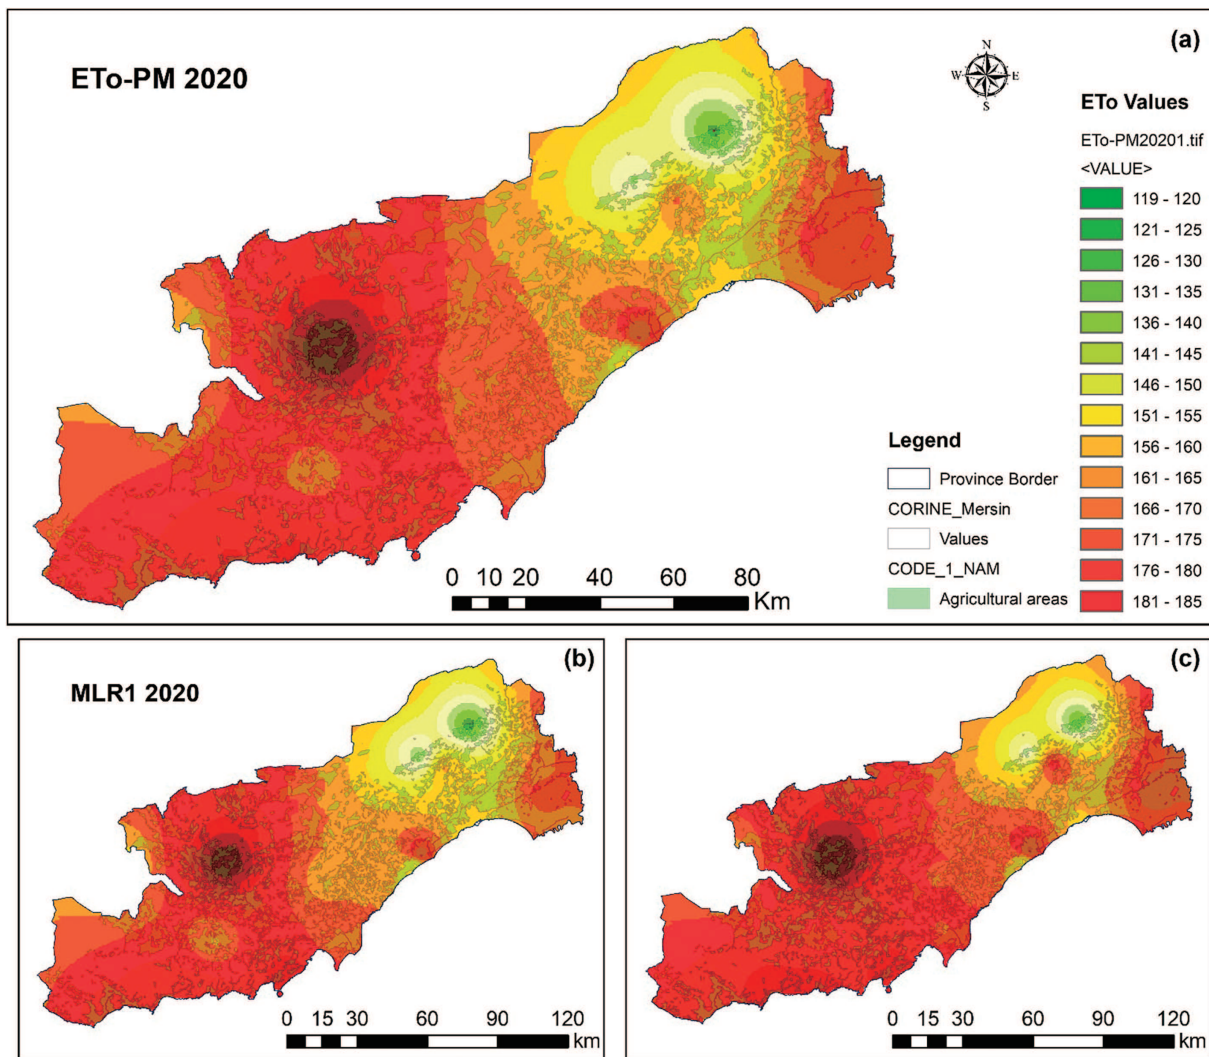 (a)
ETo-PM 2020
N
W E
S
ETo Values
ETo-PM20201.tif
<VALUE>
119 - 120
121 - 125
126 - 130
131 - 135
136 - 140
141 - 145
146 - 150
151 - 155
156 - 160
161 - 165
166 - 170
171 - 175
176 - 180
181 - 185
Legend
Province Border
CORINE_Mersin
Values
CODE_1_NAM
Agricultural areas
0 10 20 40 60 80
Km
(b)
MLR1 2020
0 15 30 60 90 120
km
(c)
0 15 30 60 90 120
km